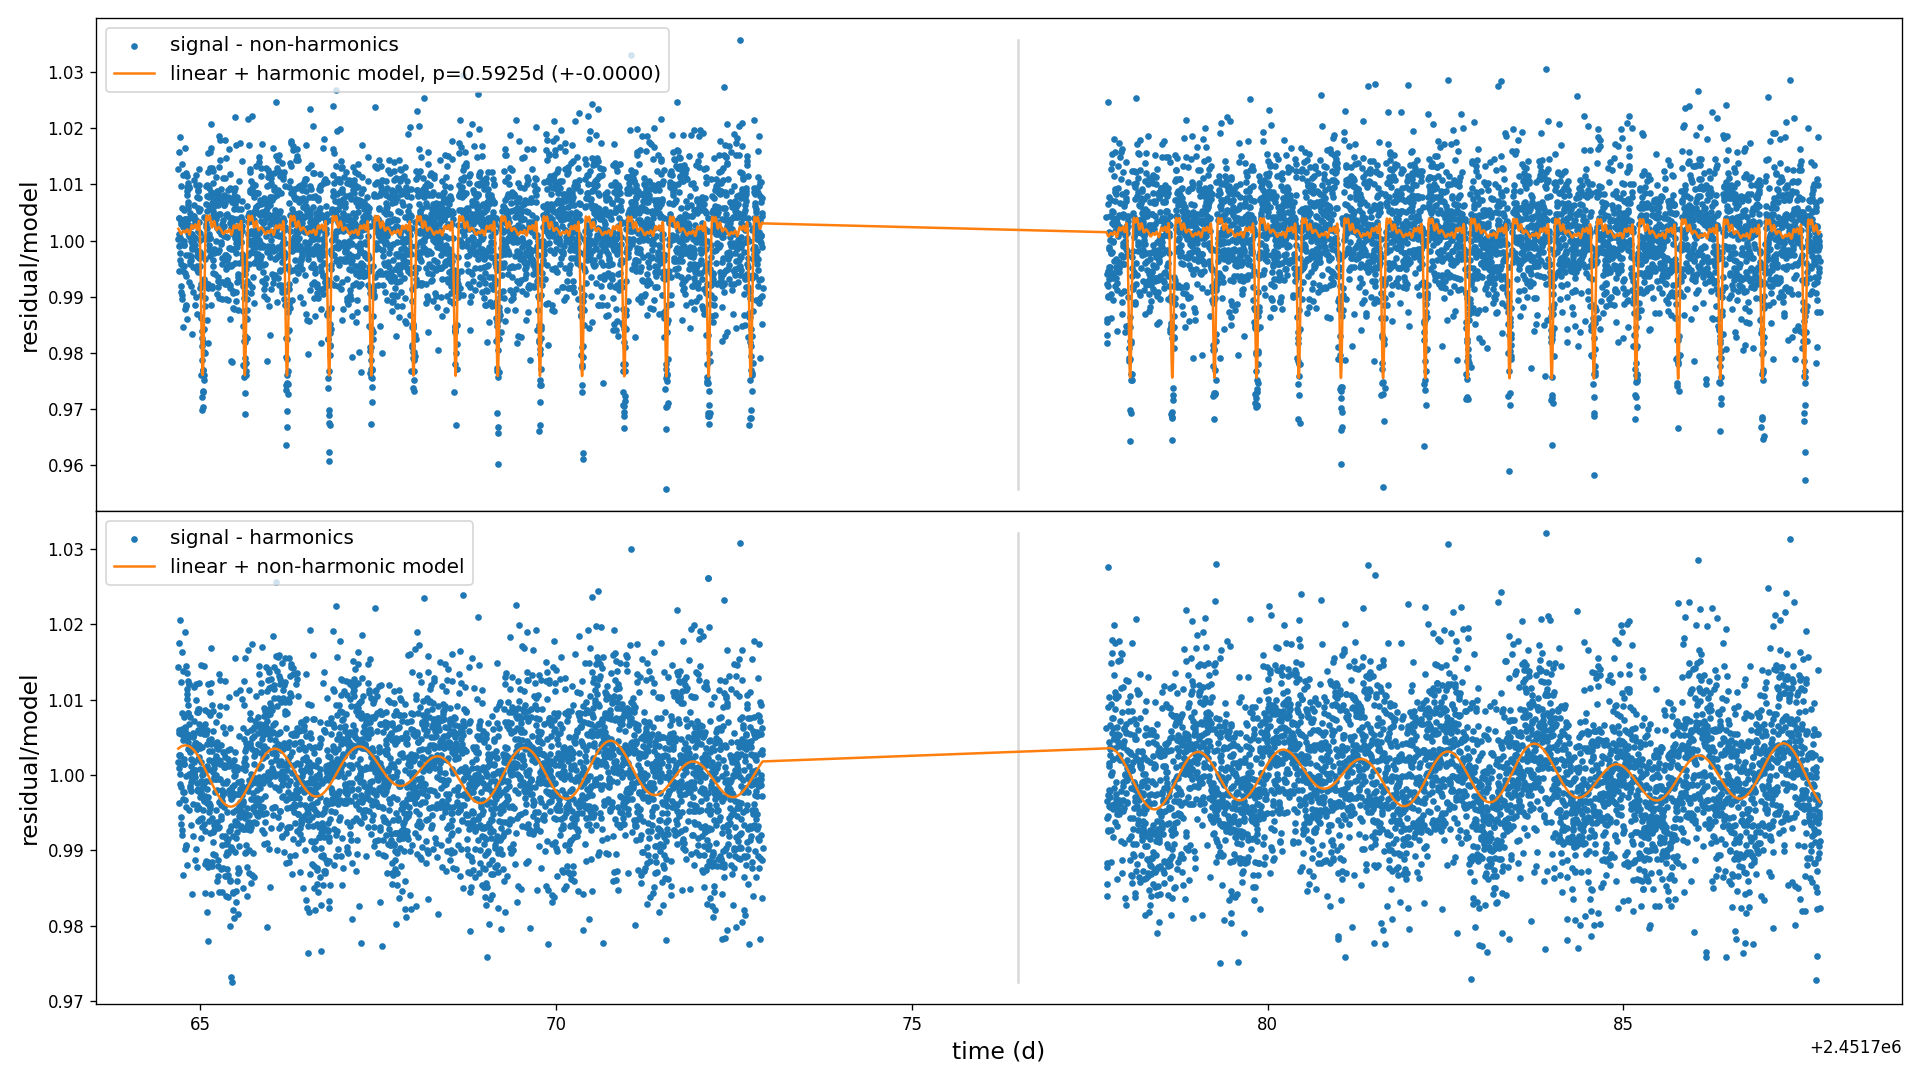 signal - non-harmonics
linear + harmonic model, p=0.5925d (+-0.0000)
1.03
1.02
1.01
1.00
0.99
0.98
0.97
0.96
residual/model
signal - harmonics
linear + non-harmonic model
1.03
1.02
1.01
1.00
0.99
0.98
0.97
residual/model
65
70
75
80
85
time (d)
+2.4517e6